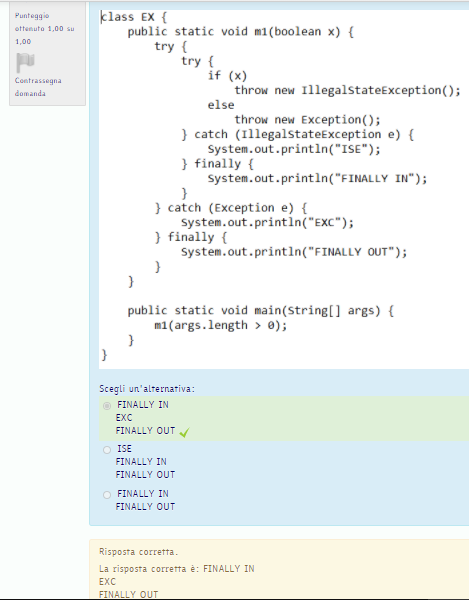 Punteggio
ottenuto 1,00 su
1,00
Contrassegna
domanda
class EX {
    public static void m1(boolean x) {
        try {
            try {
                if (x)
                    throw new IllegalStateException();
                else
                    throw new Exception();
            } catch (IllegalStateException e) {
                System.out.println("ISE");
            } finally {
                System.out.println("FINALLY IN");
            }
        } catch (Exception e) {
            System.out.println("EXC");
        } finally {
            System.out.println("FINALLY OUT");
        }
    }

    public static void main(String[] args) {
        m1(args.length > 0);
    }
}
Scegli un'alternativa:
FINALLY IN
EXC
FINALLY OUT
ISE
FINALLY IN
FINALLY OUT
FINALLY IN
FINALLY OUT
Risposta corretta.
La risposta corretta è: FINALLY IN
EXC
FINALLY OUT